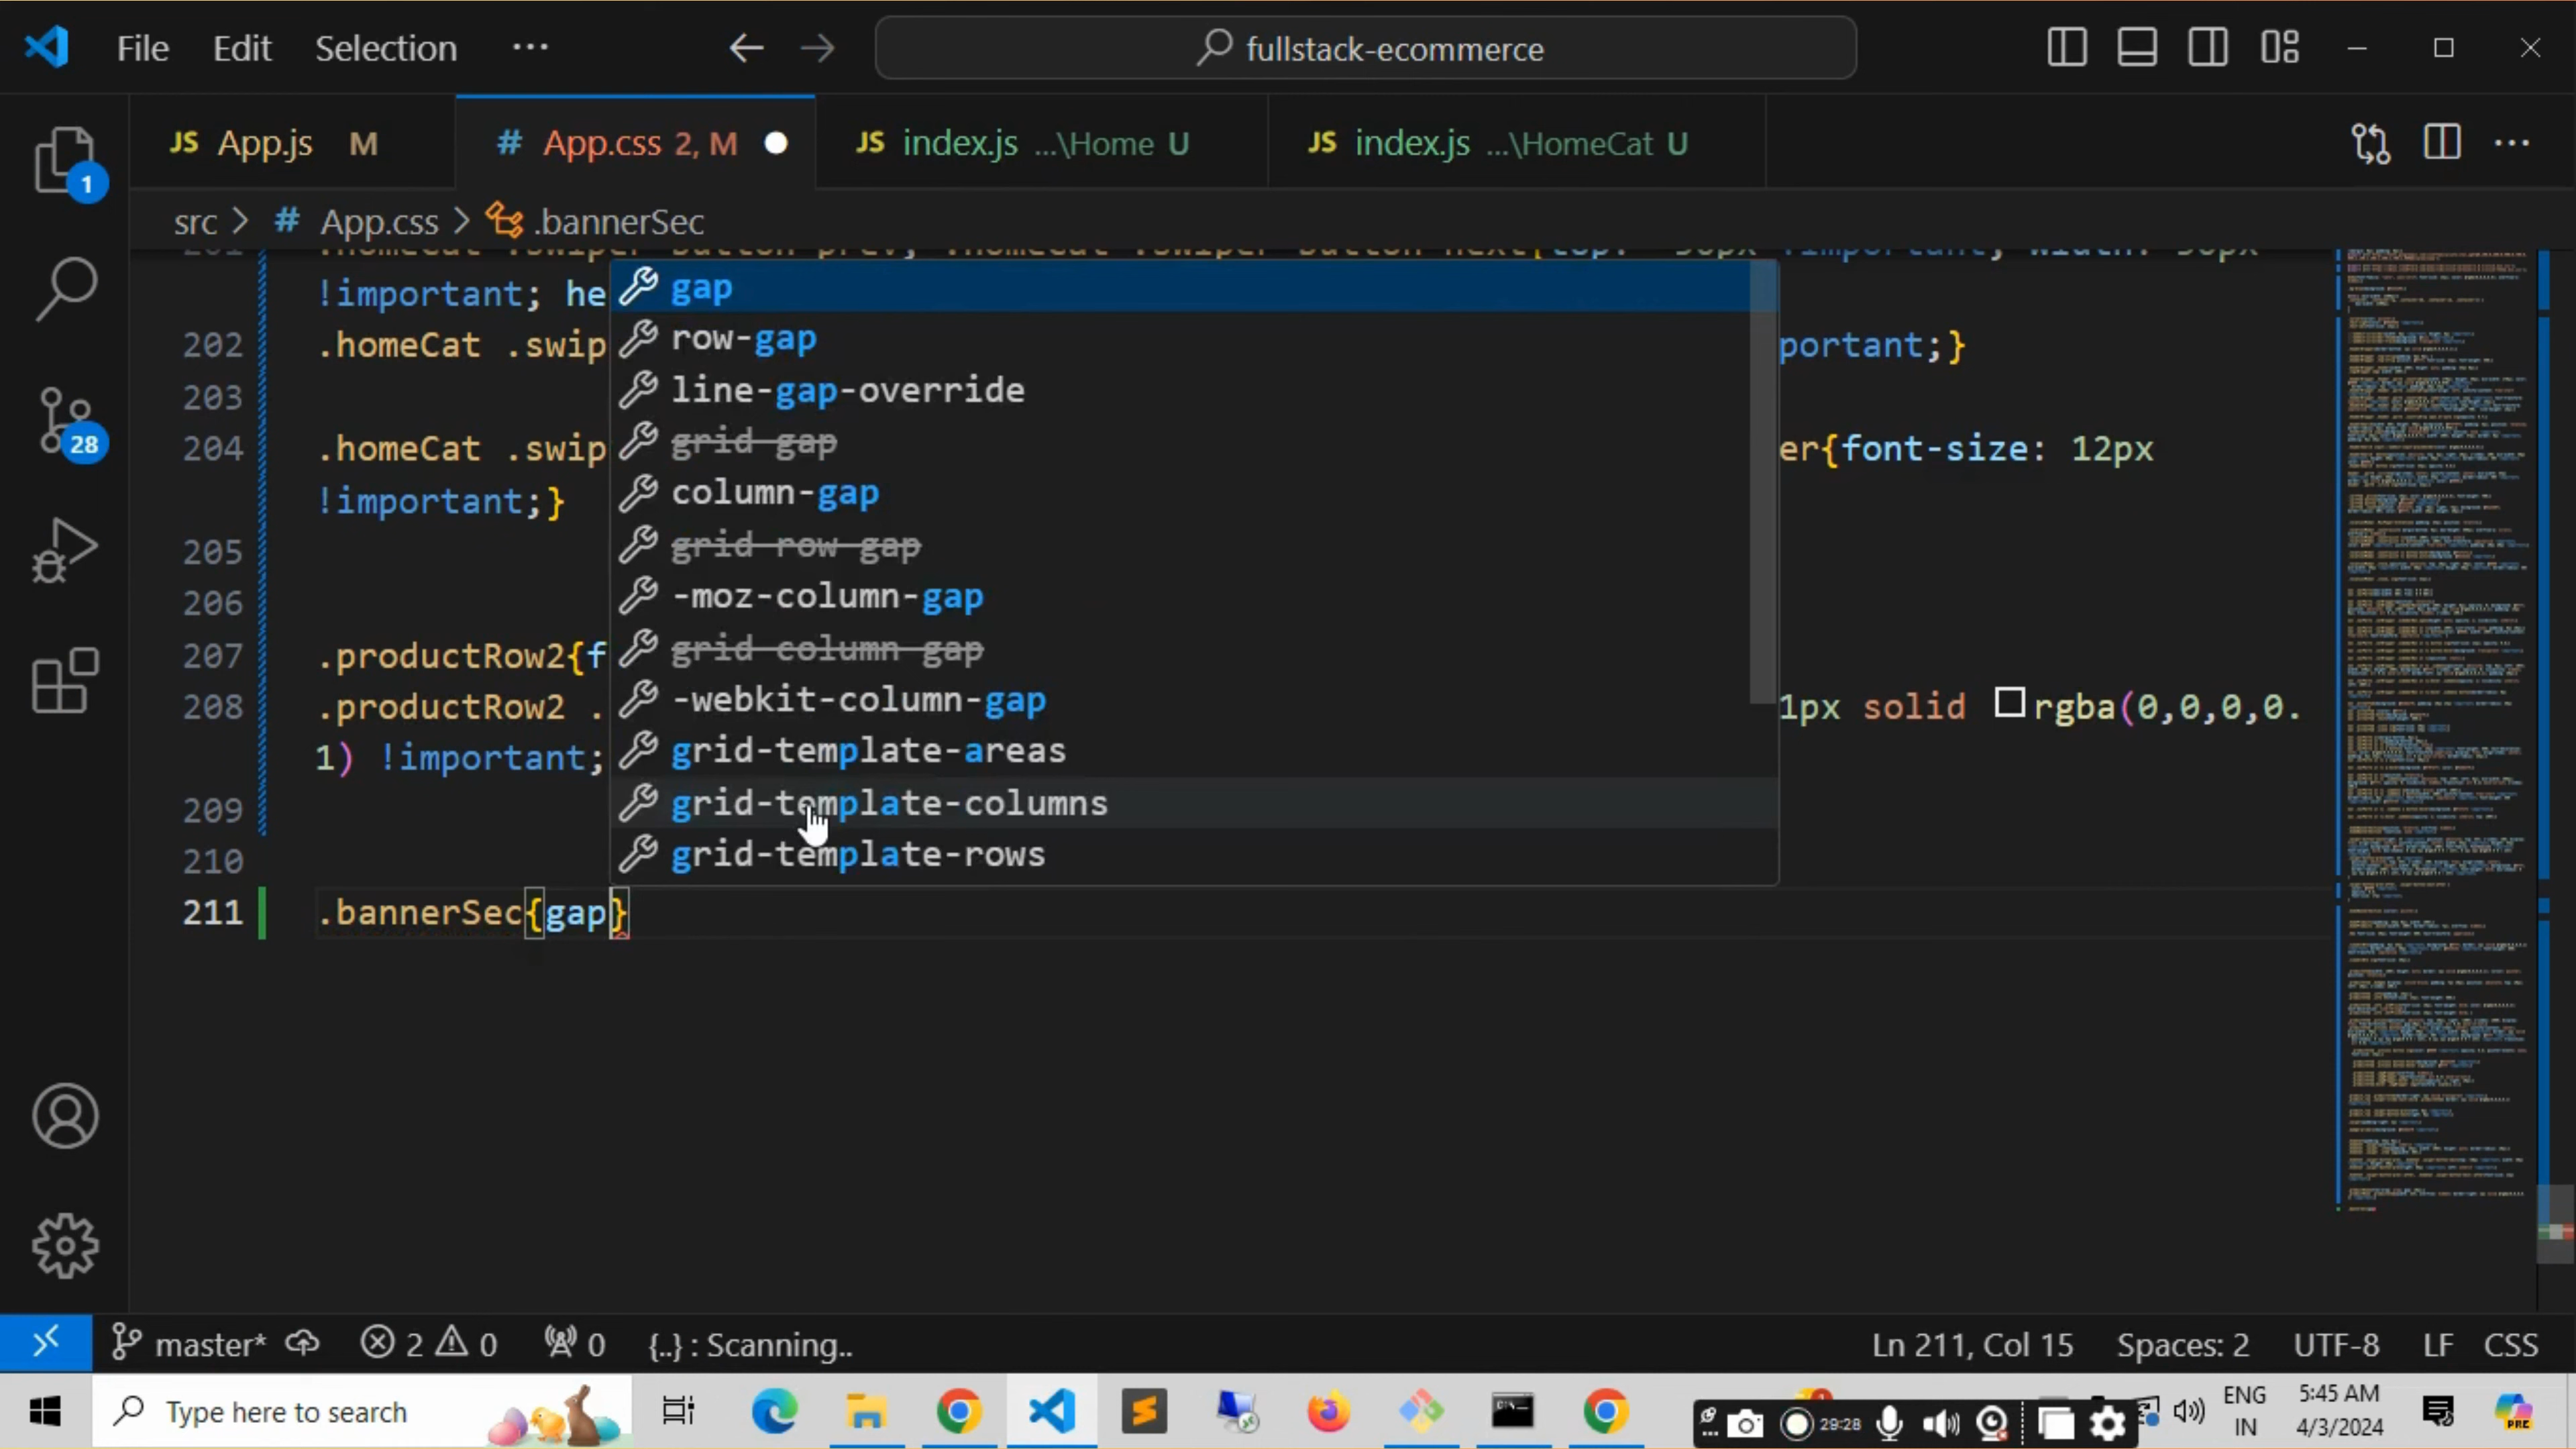 File Edit Selection ··· fullstack-ecommerce
JS App.js M # App.css 2, M JS index.js ...\Home U JS index.js ...\HomeCat U
1
src > # App.css > .bannerSec
!important; he
202 .homeCat .swip portant;}
203
204 .homeCat .swip er{font-size: 12px
!important;}
205
206
207 .productRow2{f
208 .productRow2 . 1px solid rgba(0,0,0,0.
1) !important;
209
210
211 .bannerSec{gap}
gap
row-gap
line-gap-override
grid-gap
column-gap
grid-row-gap
-moz-column-gap
grid-column-gap
-webkit-column-gap
grid-template-areas
grid-template-columns
grid-template-rows
28
master* 2 0 0 {..} : Scanning.. Ln 211, Col 15 Spaces: 2 UTF-8 LF CSS
Type here to search 29:28 ENG 5:45 AM
IN 4/3/2024 PRE